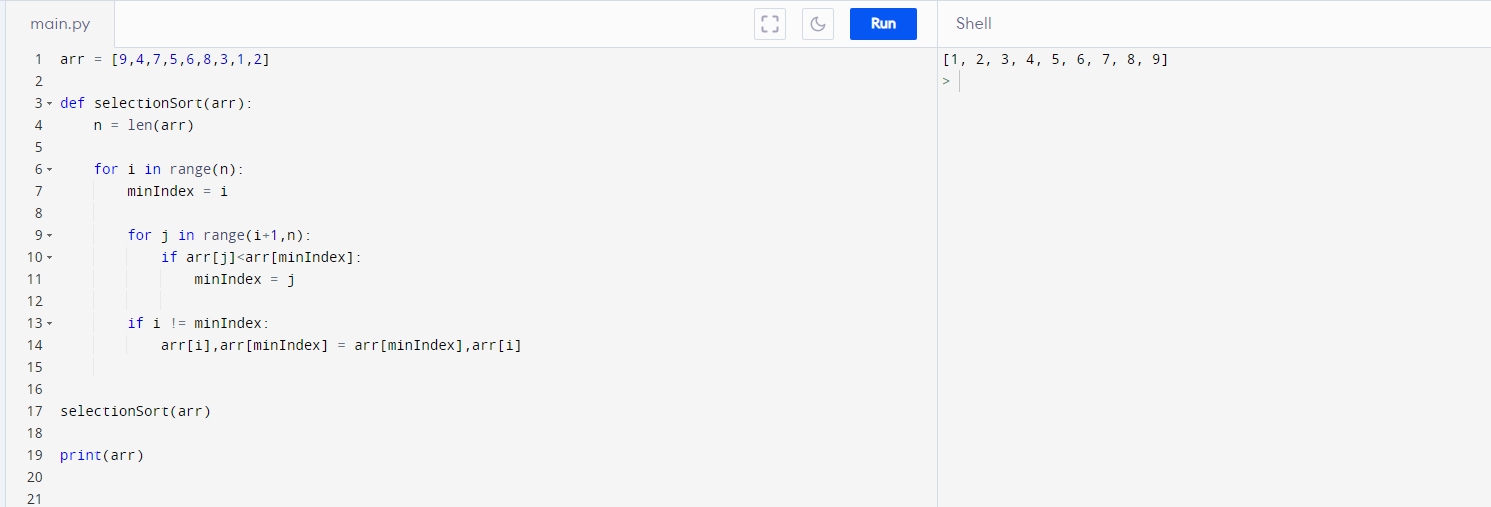 main.py
Run
Shell
1 arr = [9,4,7,5,6,8,3,1,2]
2
3 def selectionSort(arr):
4     n = len(arr)
5
6     for i in range(n):
7         minIndex = i
8
9         for j in range(i+1,n):
10             if arr[j]<arr[minIndex]:
11                 minIndex = j
12
13         if i != minIndex:
14             arr[i],arr[minIndex] = arr[minIndex],arr[i]
15
16
17 selectionSort(arr)
18
19 print(arr)
20
21
[1, 2, 3, 4, 5, 6, 7, 8, 9]
>